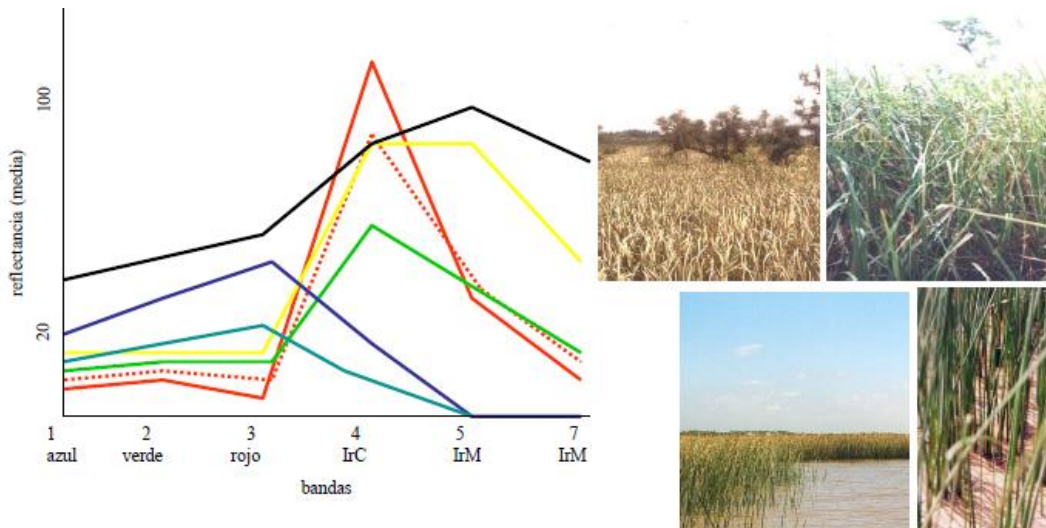 reflectancia (media)
100
20
1 2 3 4 5 7
azul verde rojo IrC IrM IrM
bandas